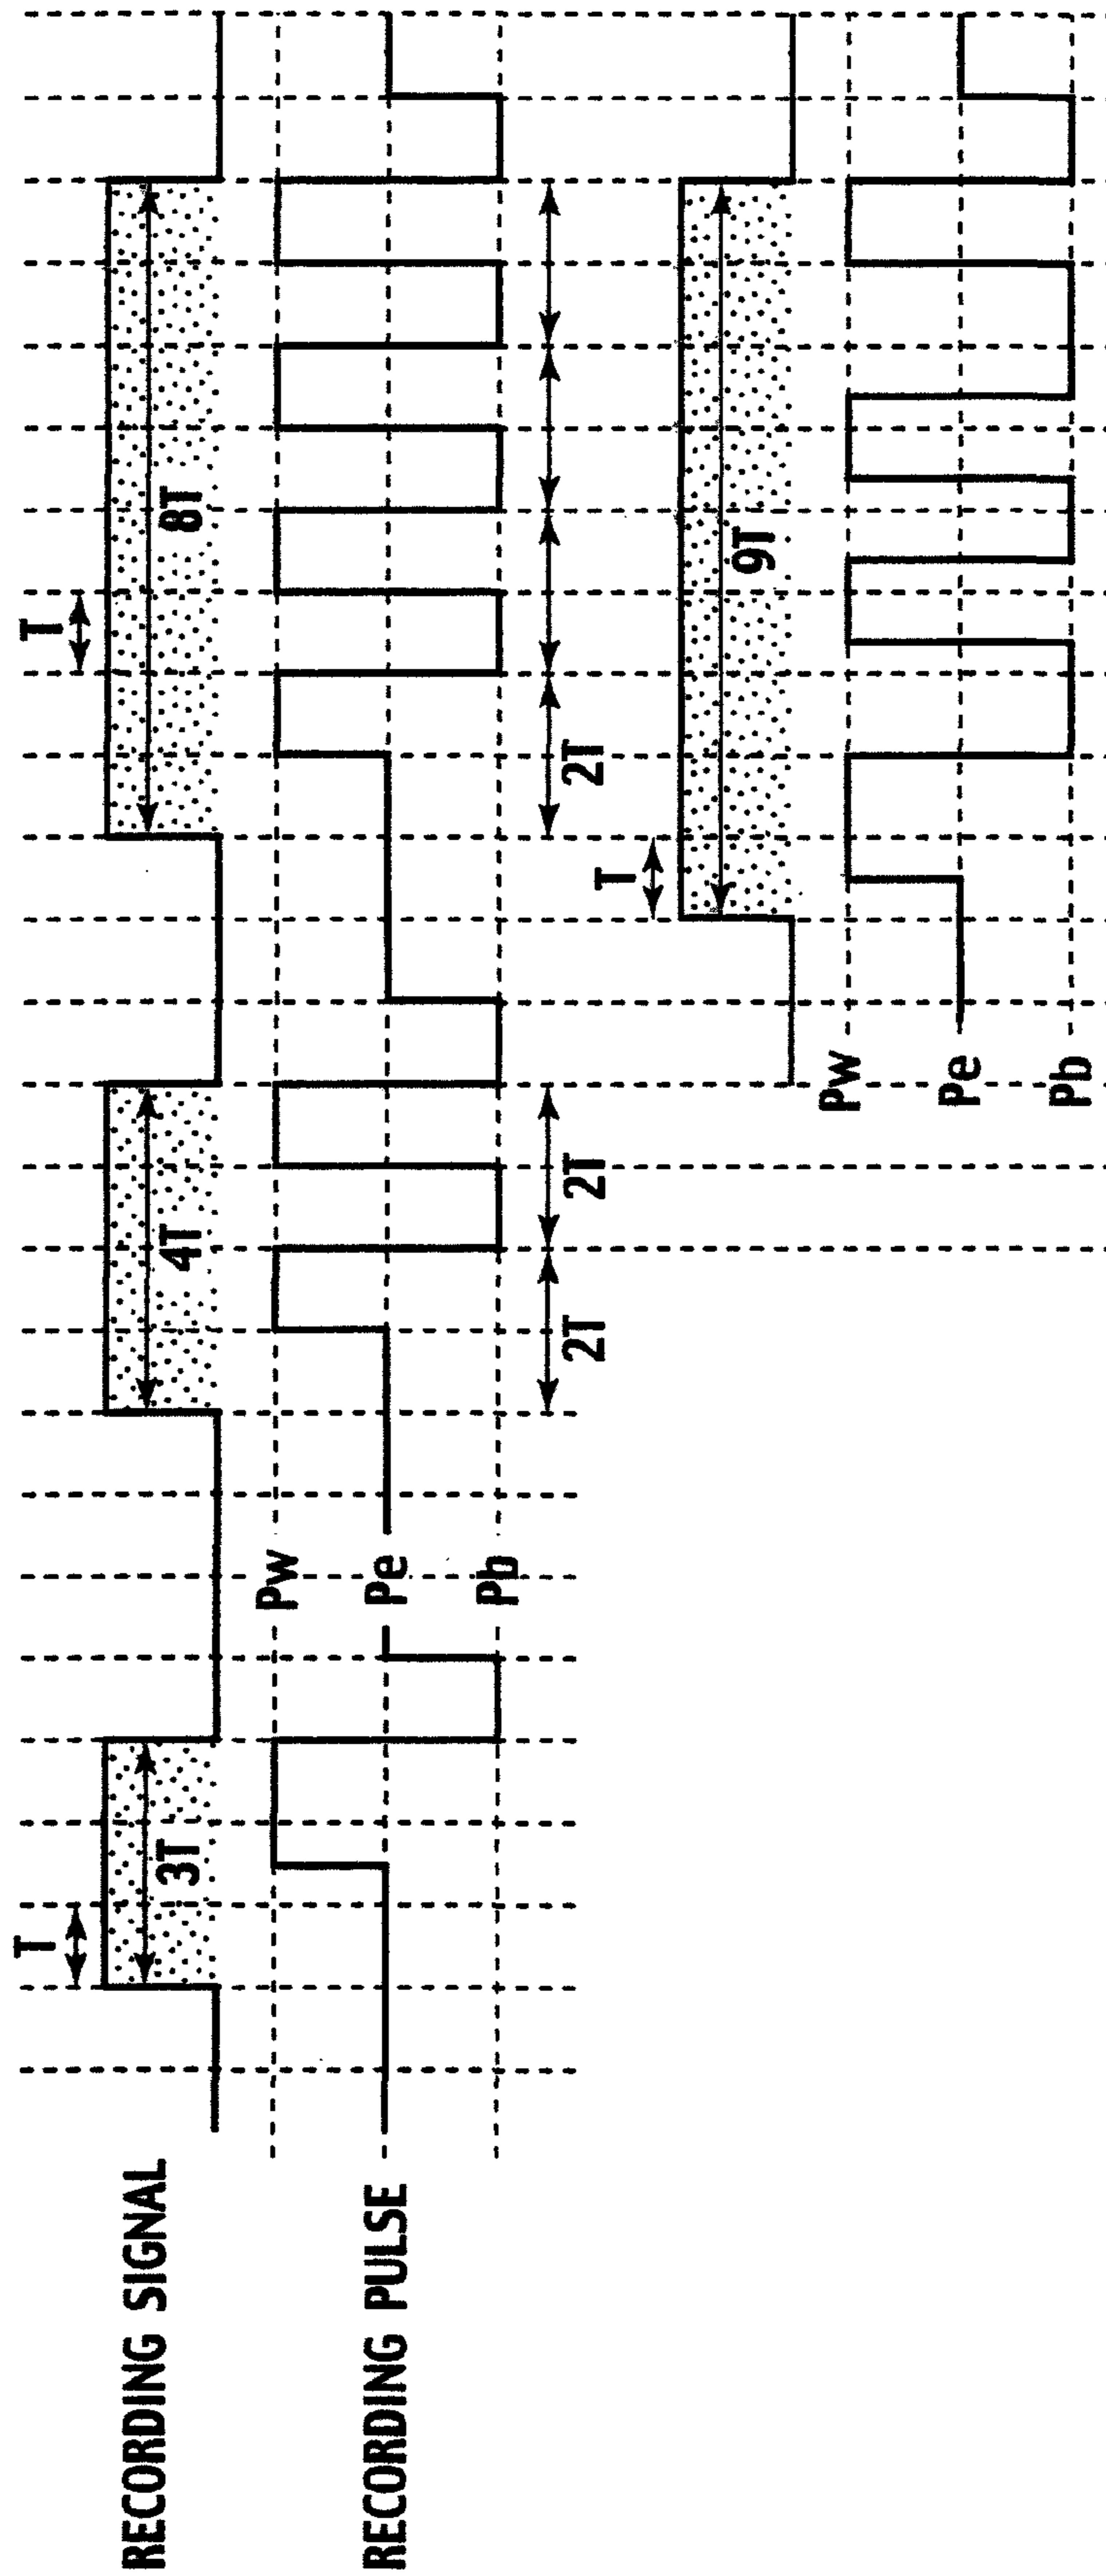 RECORDING SIGNAL
T
3T
4T
T
8T
RECORDING PULSE
Pw
Pe
Pb
2T
2T
2T
T
9T
Pw
Pe
Pb